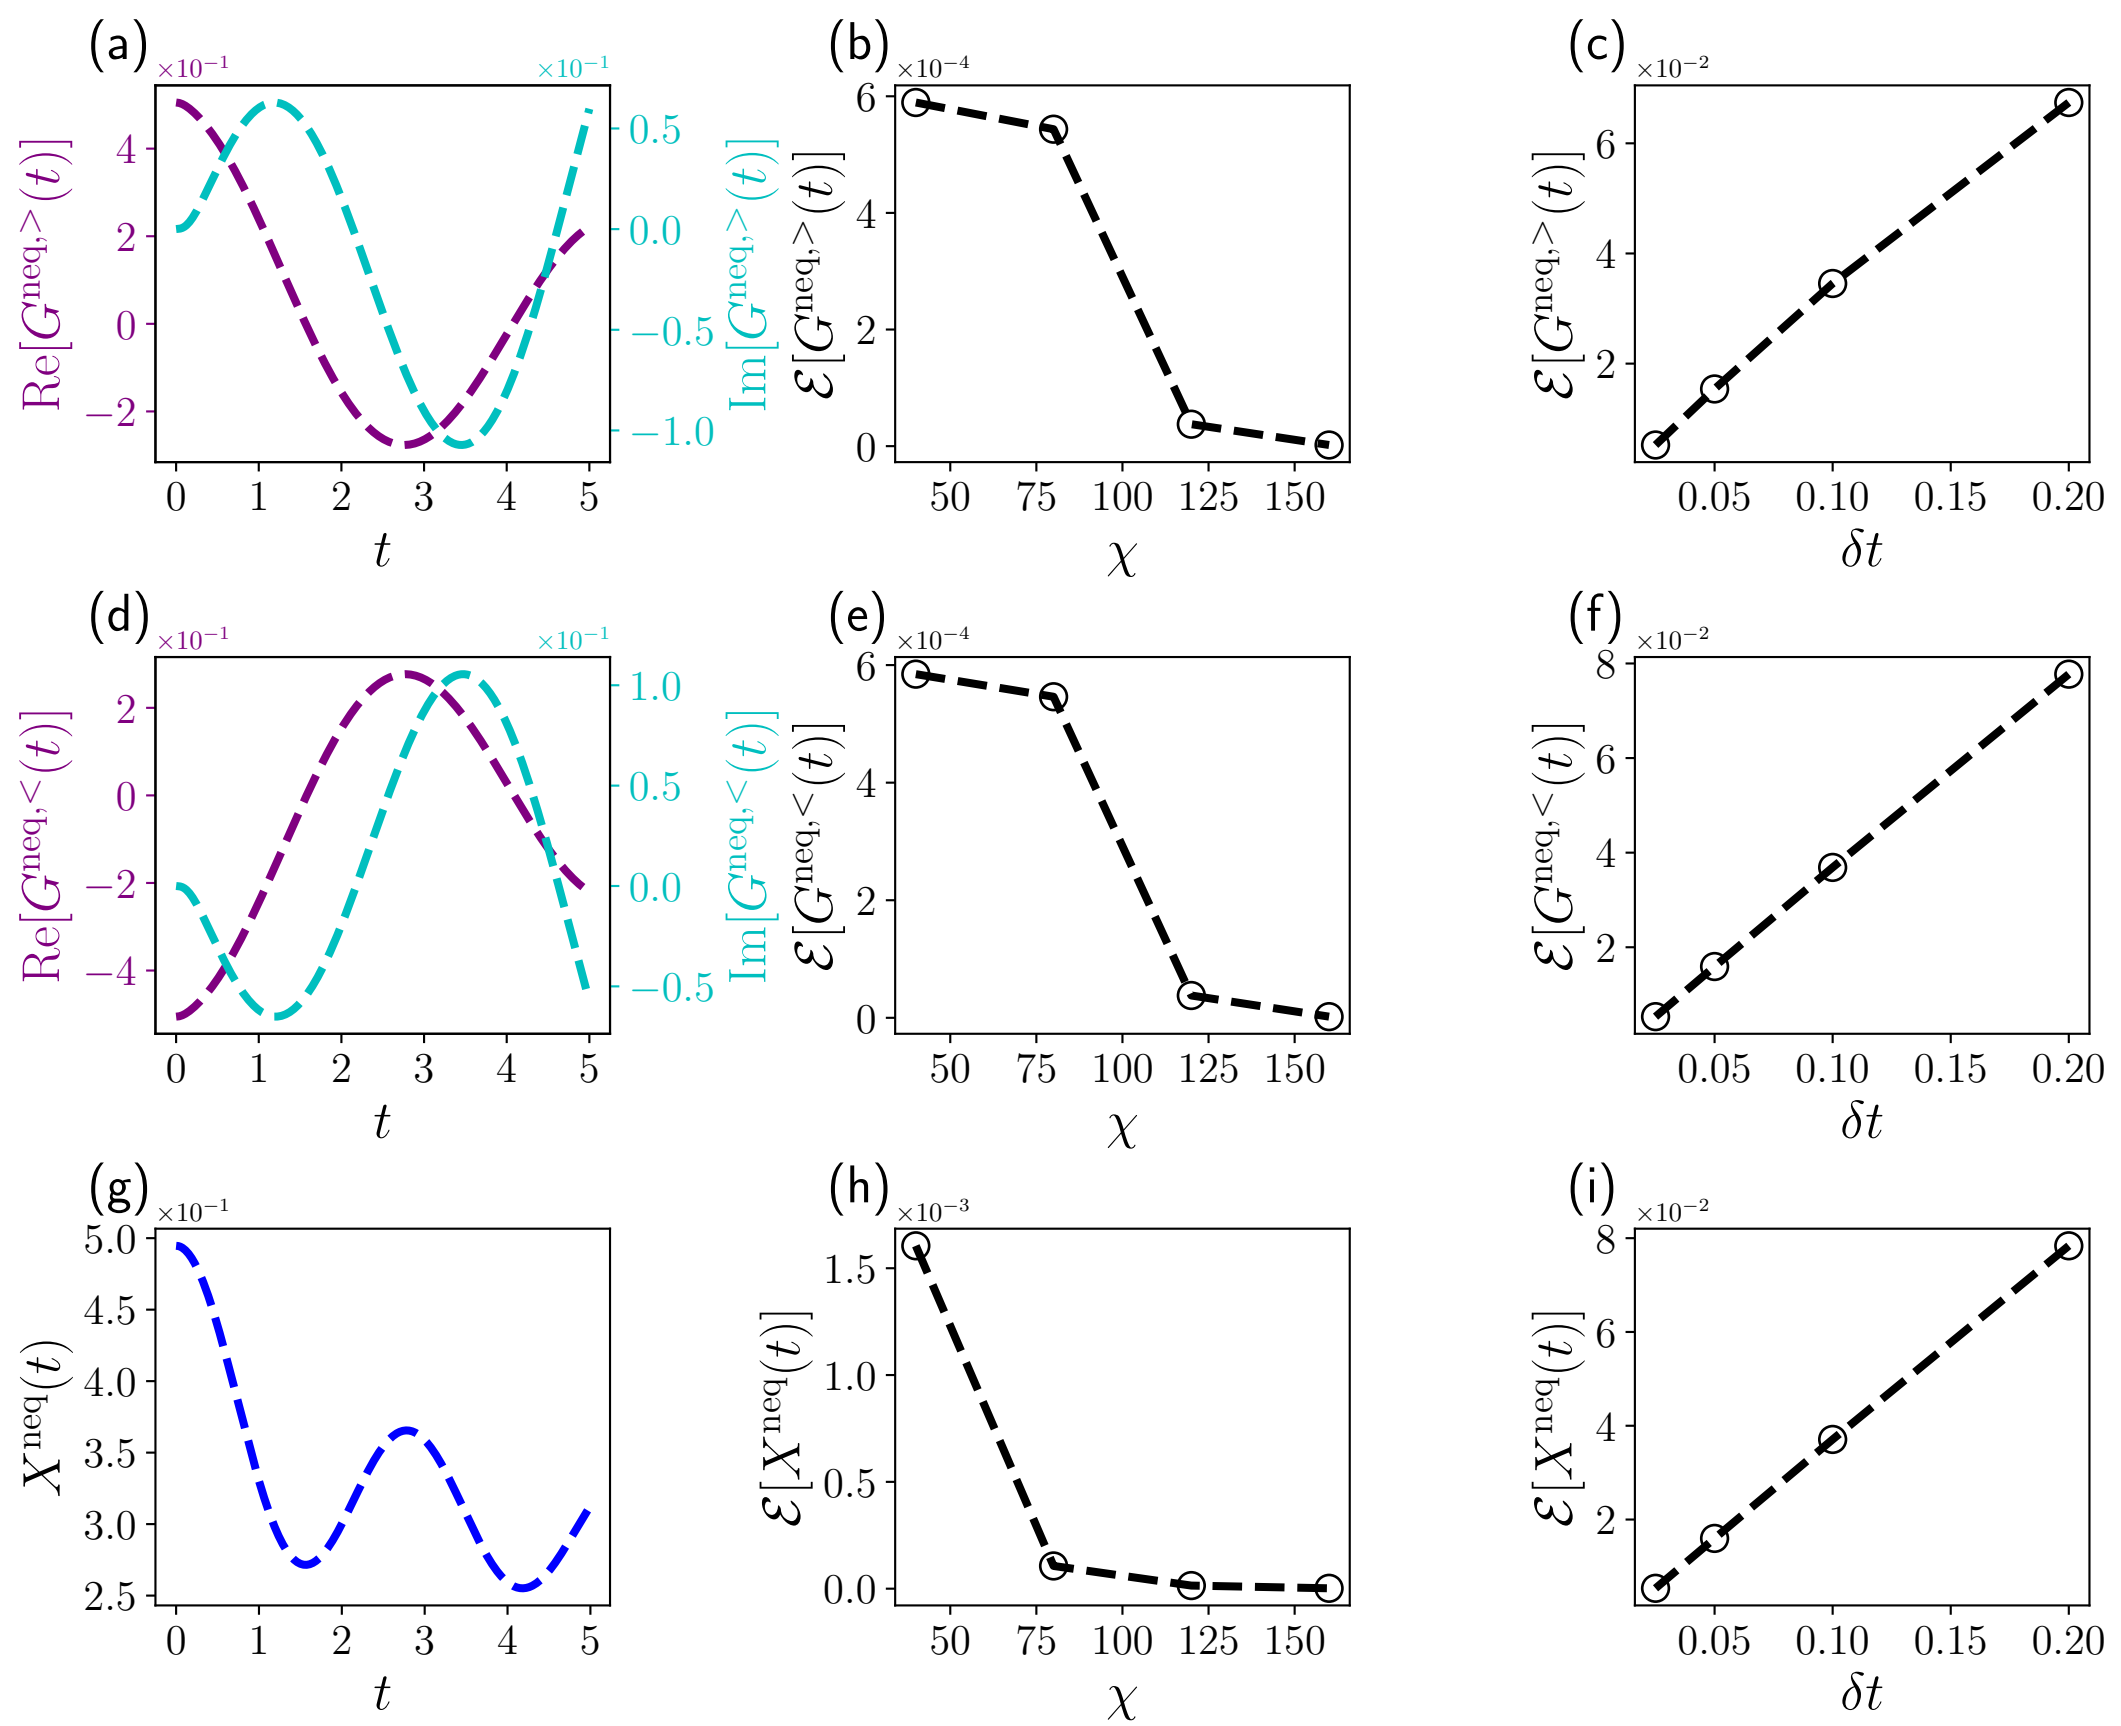 (a)
×10⁻¹
×10⁻¹
Re[G^{neq,>}(t)]
4
2
0
−2
0.5
0.0
−0.5
−1.0
Im[G^{neq,>}(t)]
0 1 2 3 4 5
t
(b)
×10⁻⁴
ℰ[G^{neq,>}(t)]
6
4
2
0
50 75 100 125 150
χ
(c)
×10⁻²
ℰ[G^{neq,>}(t)]
6
4
2
0.05 0.10 0.15 0.20
δt
(d)
×10⁻¹
×10⁻¹
Re[G^{neq,<}(t)]
2
0
−2
−4
1.0
0.5
0.0
−0.5
Im[G^{neq,<}(t)]
0 1 2 3 4 5
t
(e)
×10⁻⁴
ℰ[G^{neq,<}(t)]
6
4
2
0
50 75 100 125 150
χ
(f)
×10⁻²
ℰ[G^{neq,<}(t)]
8
6
4
2
0.05 0.10 0.15 0.20
δt
(g)
×10⁻¹
X^{neq}(t)
5.0
4.5
4.0
3.5
3.0
2.5
0 1 2 3 4 5
t
(h)
×10⁻³
ℰ[X^{neq}(t)]
1.5
1.0
0.5
0.0
50 75 100 125 150
χ
(i)
×10⁻²
ℰ[X^{neq}(t)]
8
6
4
2
0.05 0.10 0.15 0.20
δt